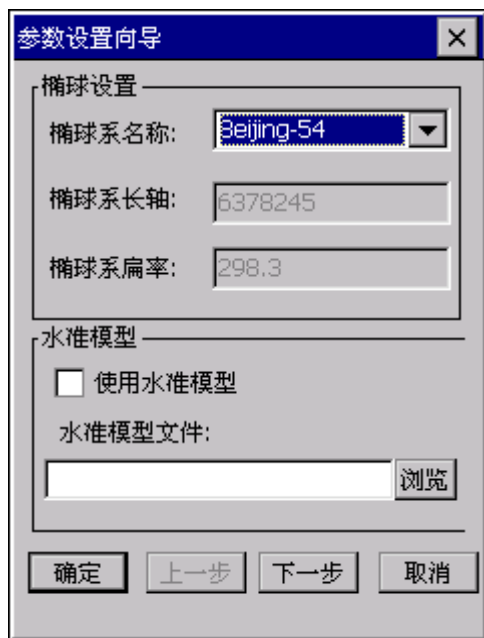 参数设置向导
椭球设置
椭球系名称: Beijing-54
椭球系长轴: 6378245
椭球系扁率: 298.3
水准模型
使用水准模型
水准模型文件:
浏览
确定 上一步 下一步 取消